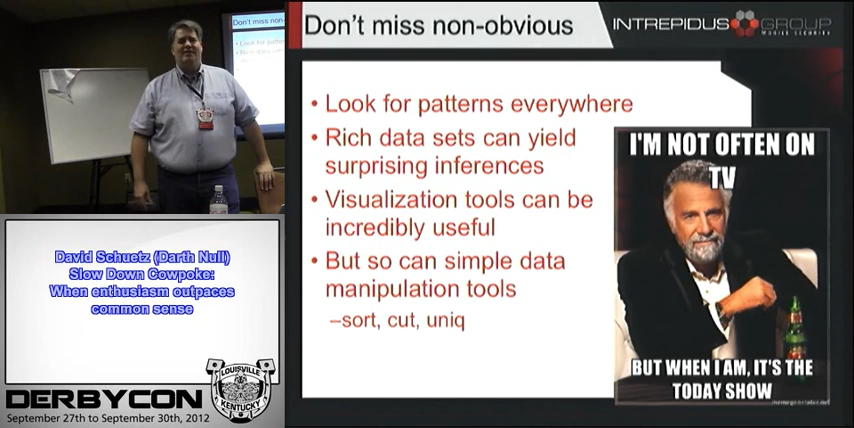 Don't miss non-obvious
INTREPIDUS GROUP
MOBILE SECURITY
• Look for patterns everywhere
• Rich data sets can yield
surprising inferences
• Visualization tools can be
incredibly useful
• But so can simple data
manipulation tools
–sort, cut, uniq
I'M NOT OFTEN ON
TV
BUT WHEN I AM, IT'S THE
TODAY SHOW
Don't miss non-
David Schuetz (Darth Null)
Slow Down Cowpoke:
When enthusiasm outpaces
common sense
DERBYCON
LOUISVILLE
KENTUCKY
September 27th to September 30th, 2012